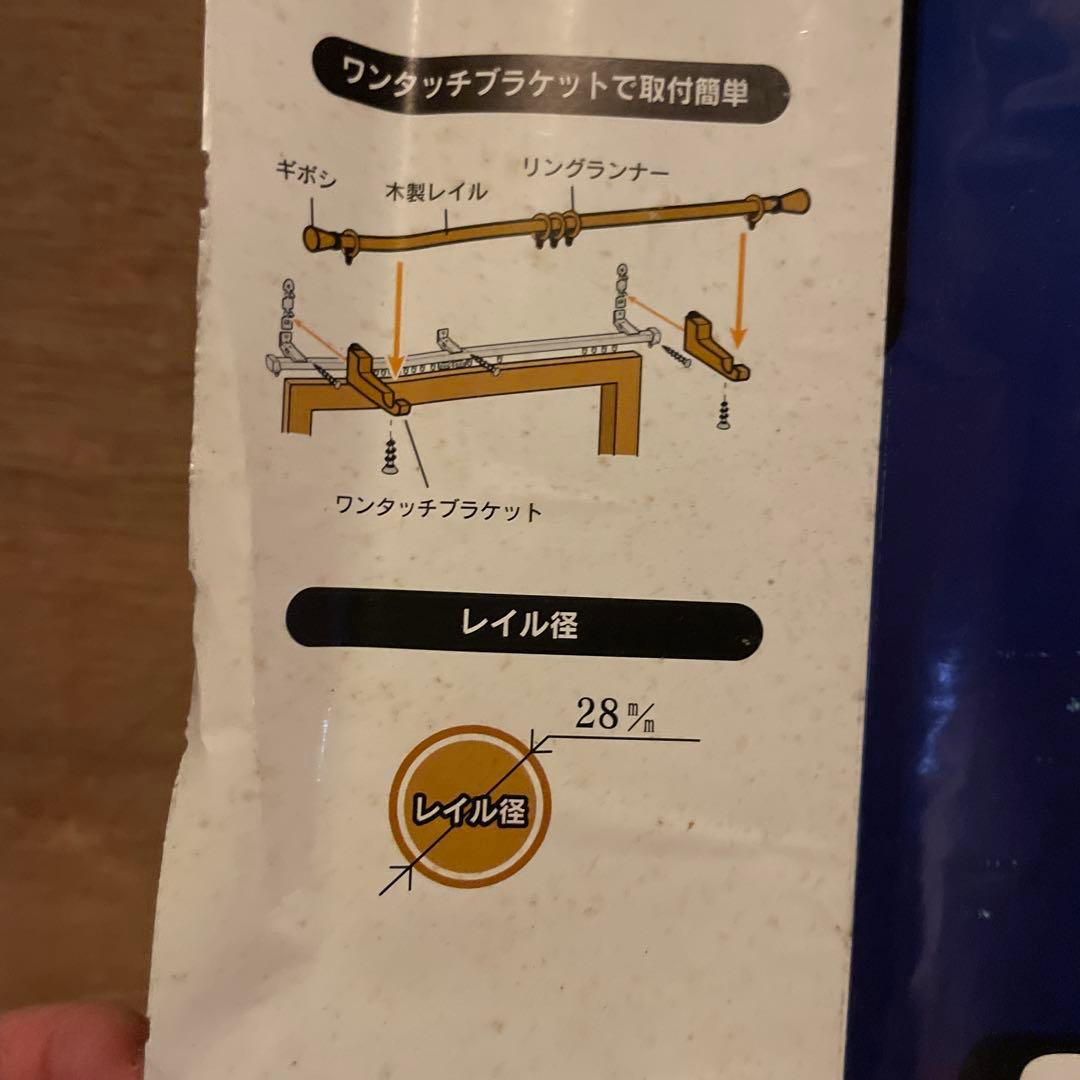 ワンタッチブラケットで取付簡単
ギボシ
木製レイル
リングランナー
ワンタッチブラケット
レイル径
28 m/m
レイル径